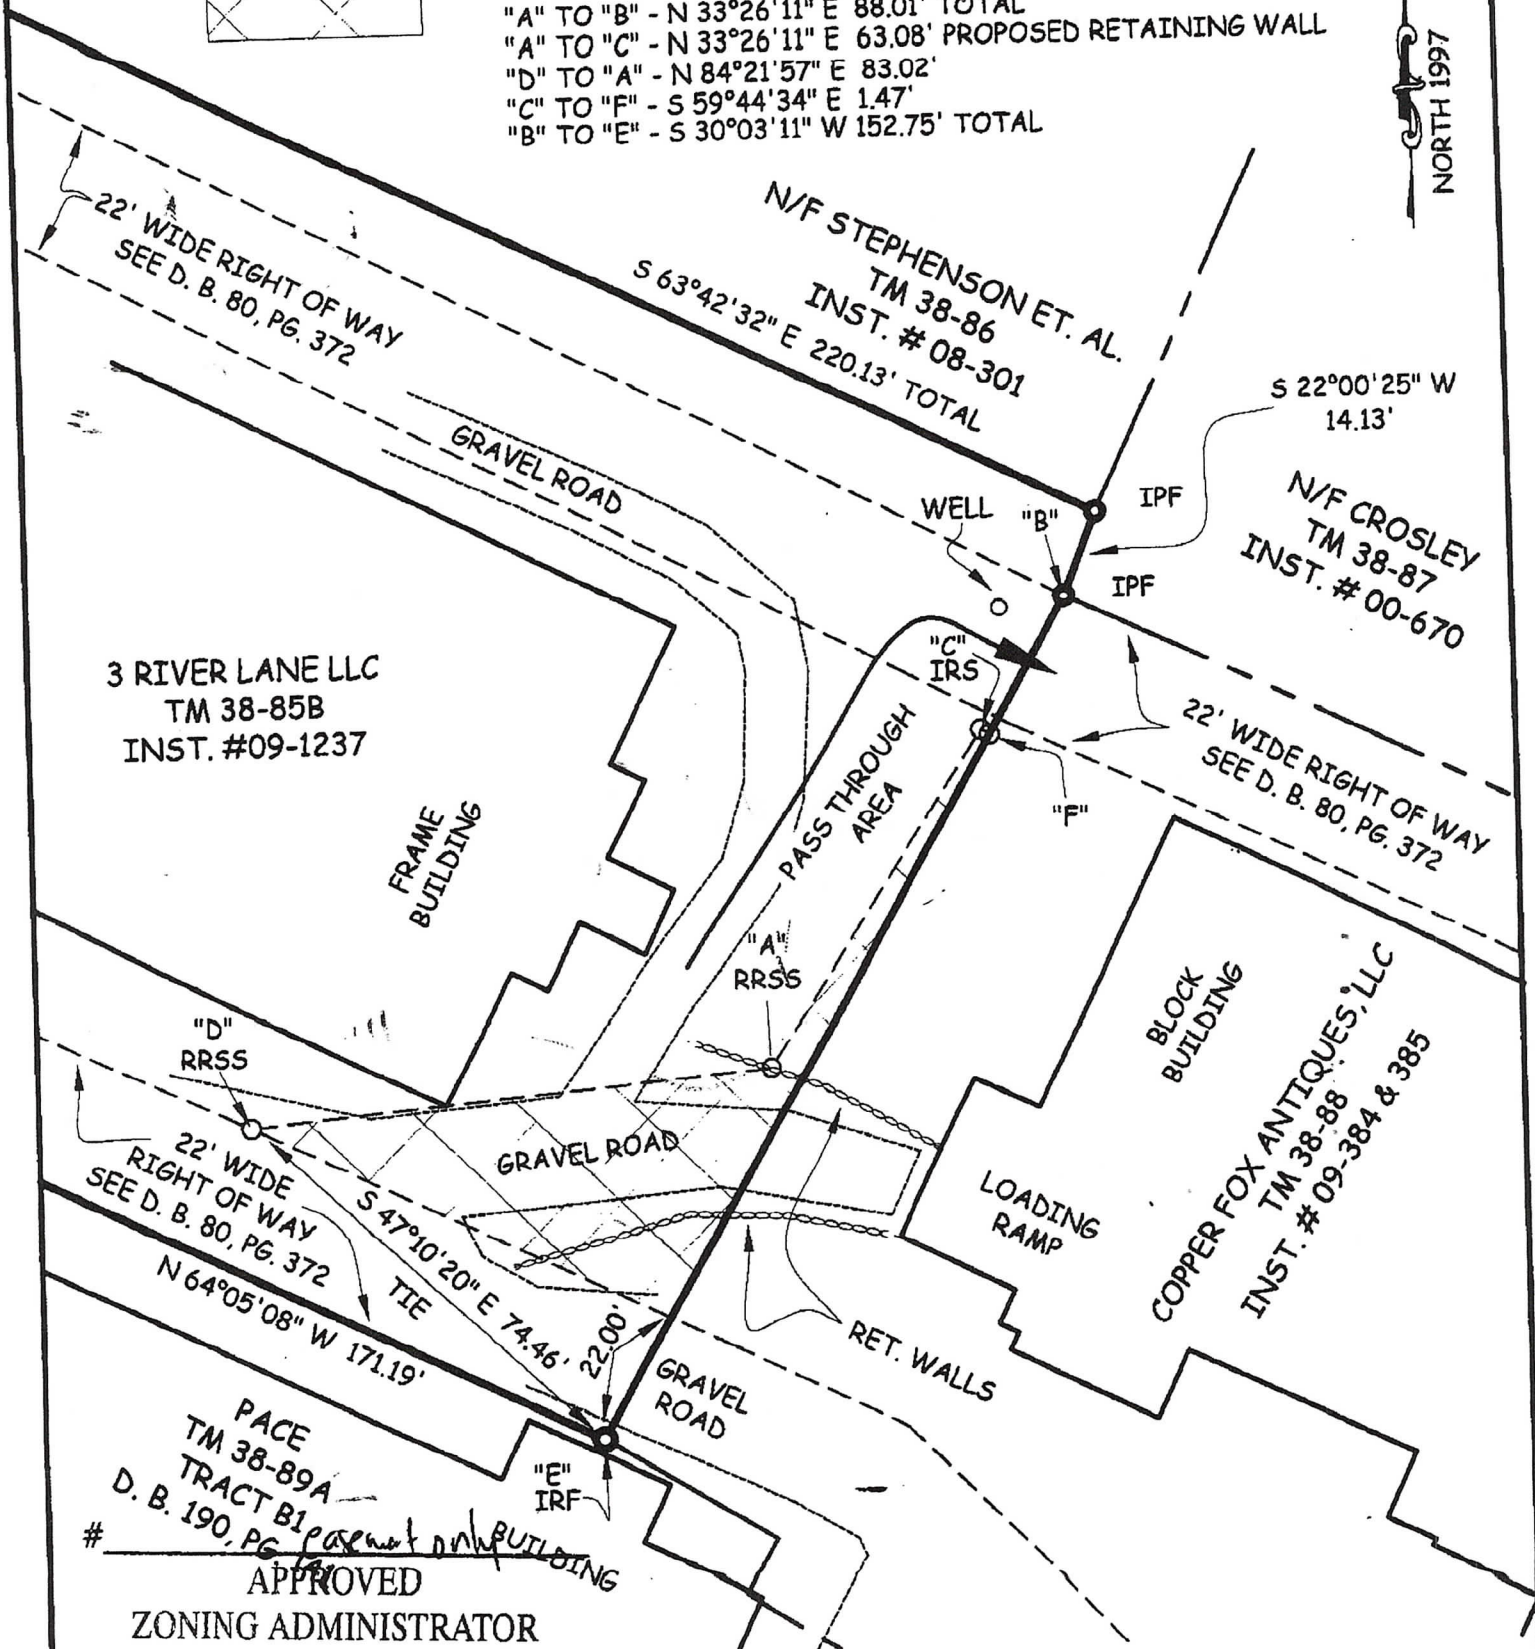 "A" TO "B" - N 33°26'11" E 88.01' TOTAL
"A" TO "C" - N 33°26'11" E 63.08' PROPOSED RETAINING WALL
"D" TO "A" - N 84°21'57" E 83.02'
"C" TO "F" - S 59°44'34" E 1.47'
"B" TO "E" - S 30°03'11" W 152.75' TOTAL
NORTH 1997
22' WIDE RIGHT OF WAY
SEE D. B. 80, PG. 372
N/F STEPHENSON ET. AL.
TM 38-86
INST. # 08-301
S 63°42'32" E 220.13' TOTAL
S 22°00'25" W
14.13'
GRAVEL ROAD
WELL
"B"
IPF
IPF
N/F CROSLEY
TM 38-87
INST. # 00-670
"C"
IRS
3 RIVER LANE LLC
TM 38-85B
INST. #09-1237
22' WIDE RIGHT OF WAY
SEE D. B. 80, PG. 372
"F"
PASS THROUGH
AREA
FRAME
BUILDING
"A"
RRSS
BLOCK
BUILDING
COPPER FOX ANTIQUES, LLC
TM 38-88
INST. # 09-384 & 385
"D"
RRSS
GRAVEL ROAD
22' WIDE
RIGHT OF WAY
SEE D. B. 80, PG. 372
LOADING
RAMP
S 47°10'20" E 74.46'
TIE
N 64°05'08" W 171.19'
22.00'
RET. WALLS
GRAVEL
ROAD
PACE
TM 38-89A
TRACT B1
D. B. 190, PG.
"E"
IRF
BUILDING
# easement only
APPROVED
ZONING ADMINISTRATOR